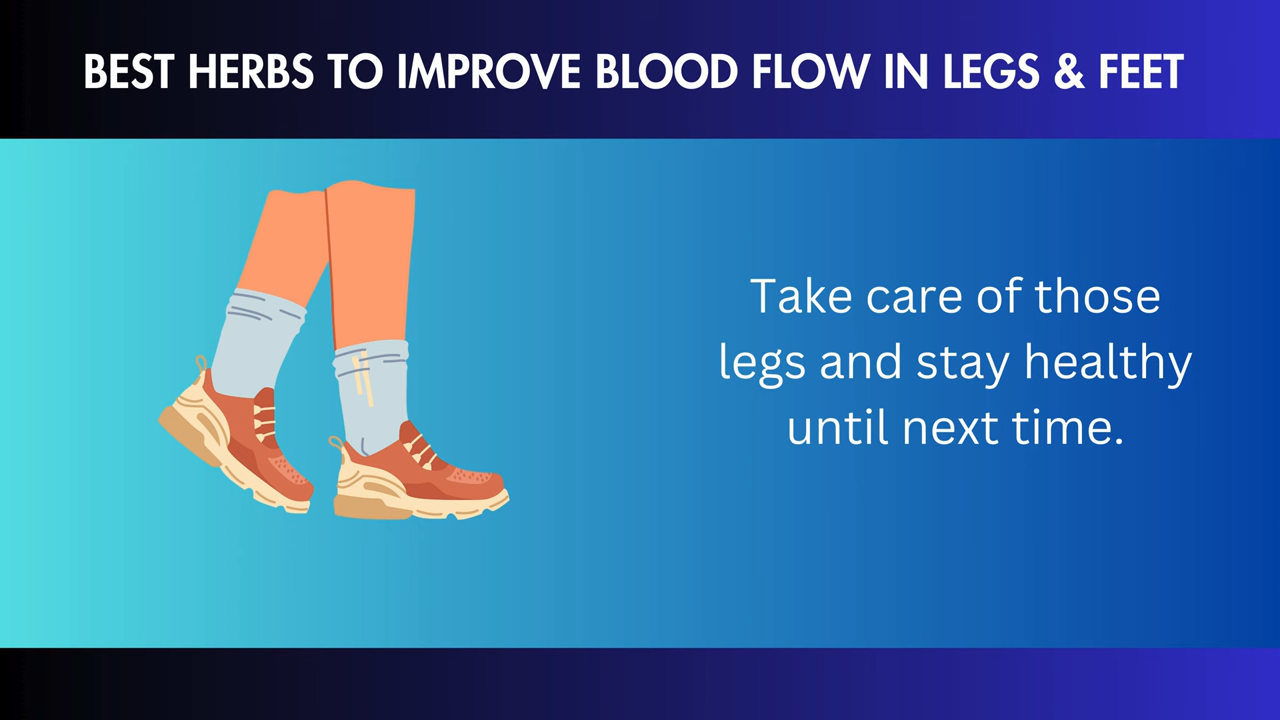 BEST HERBS TO IMPROVE BLOOD FLOW IN LEGS & FEET
Take care of those
legs and stay healthy
until next time.